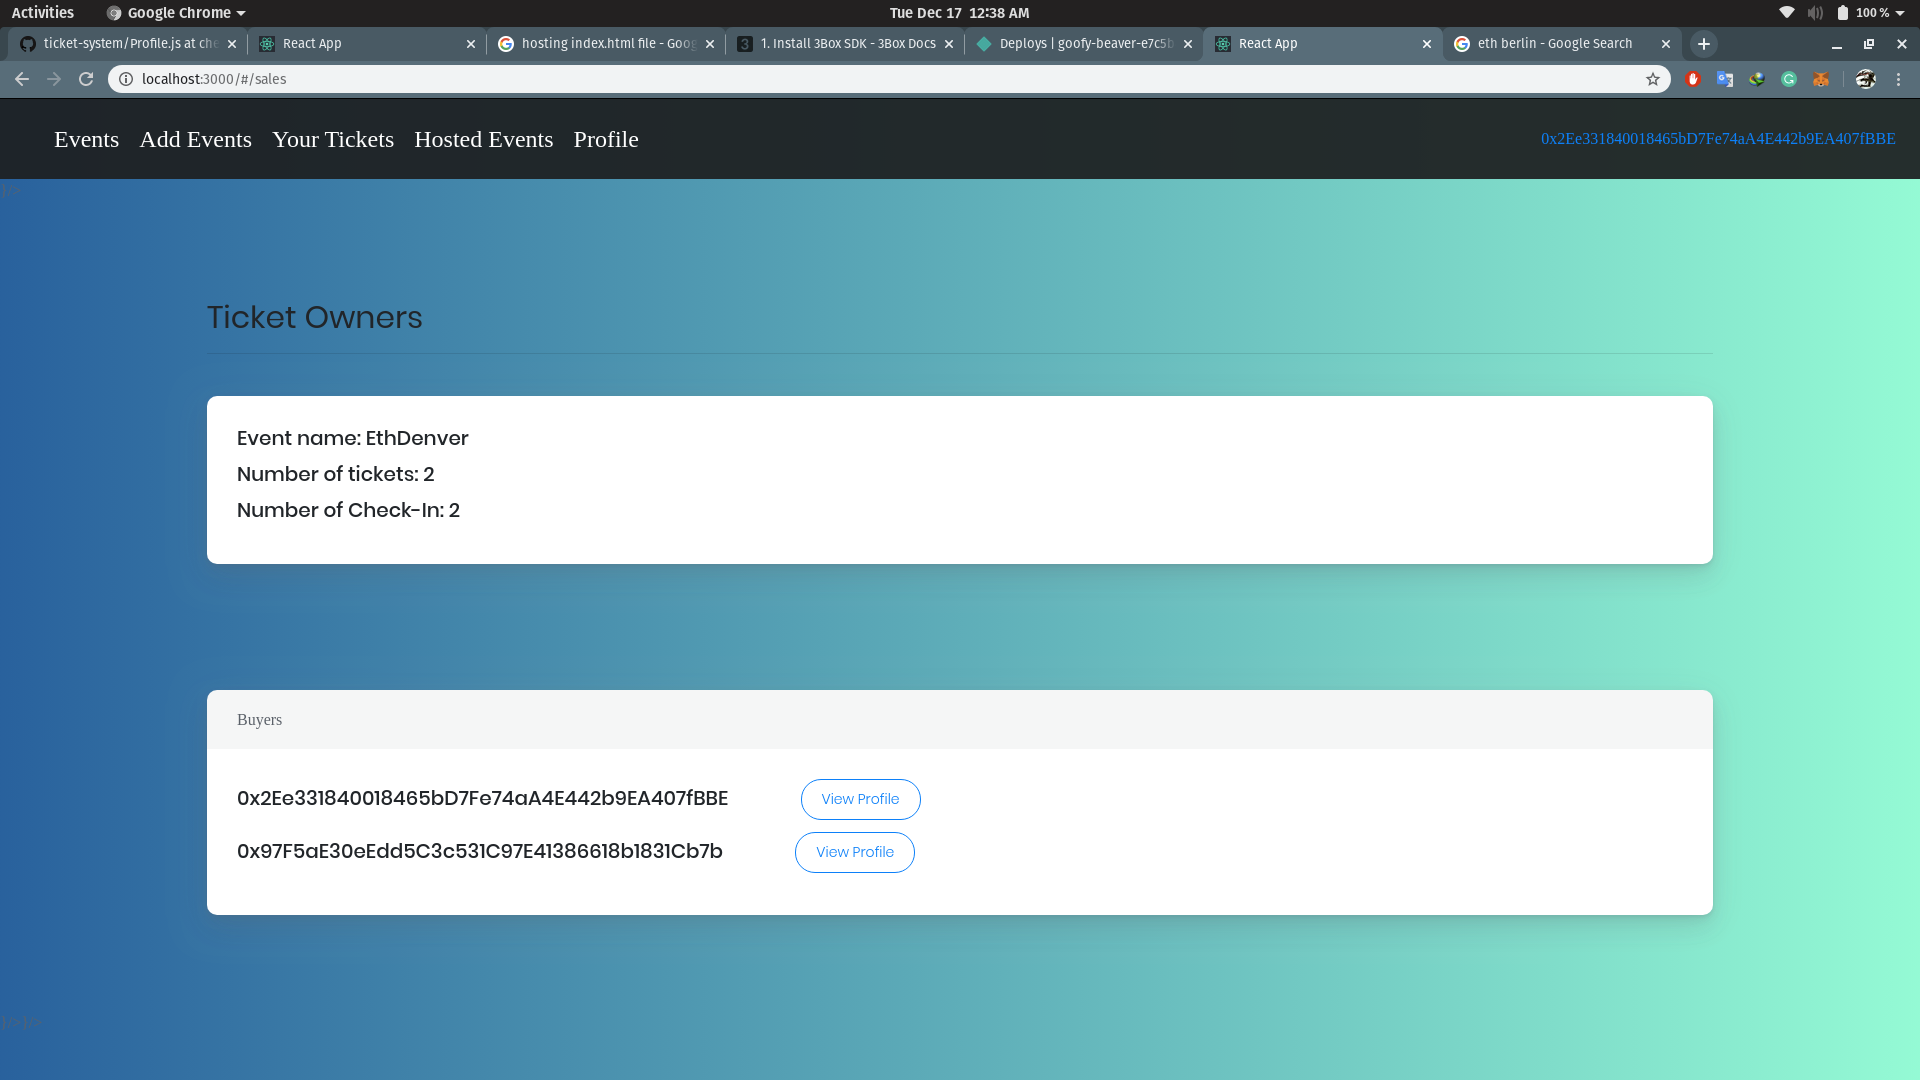 Activities
Google Chrome
Tue Dec 17 12:38 AM
100 %
ticket-system/Profile.js at che
React App
hosting index.html file - Goog
1. Install 3Box SDK - 3Box Docs
Deploys | goofy-beaver-e7c5b
React App
eth berlin - Google Search
localhost:3000/#/sales
Events
Add Events
Your Tickets
Hosted Events
Profile
0x2Ee331840018465bD7Fe74aA4E442b9EA407fBBE
Ticket Owners
Event name: EthDenver
Number of tickets: 2
Number of Check-In: 2
Buyers
0x2Ee331840018465bD7Fe74aA4E442b9EA407fBBE
View Profile
0x97F5aE30eEdd5C3c531C97E41386618b1831Cb7b
View Profile